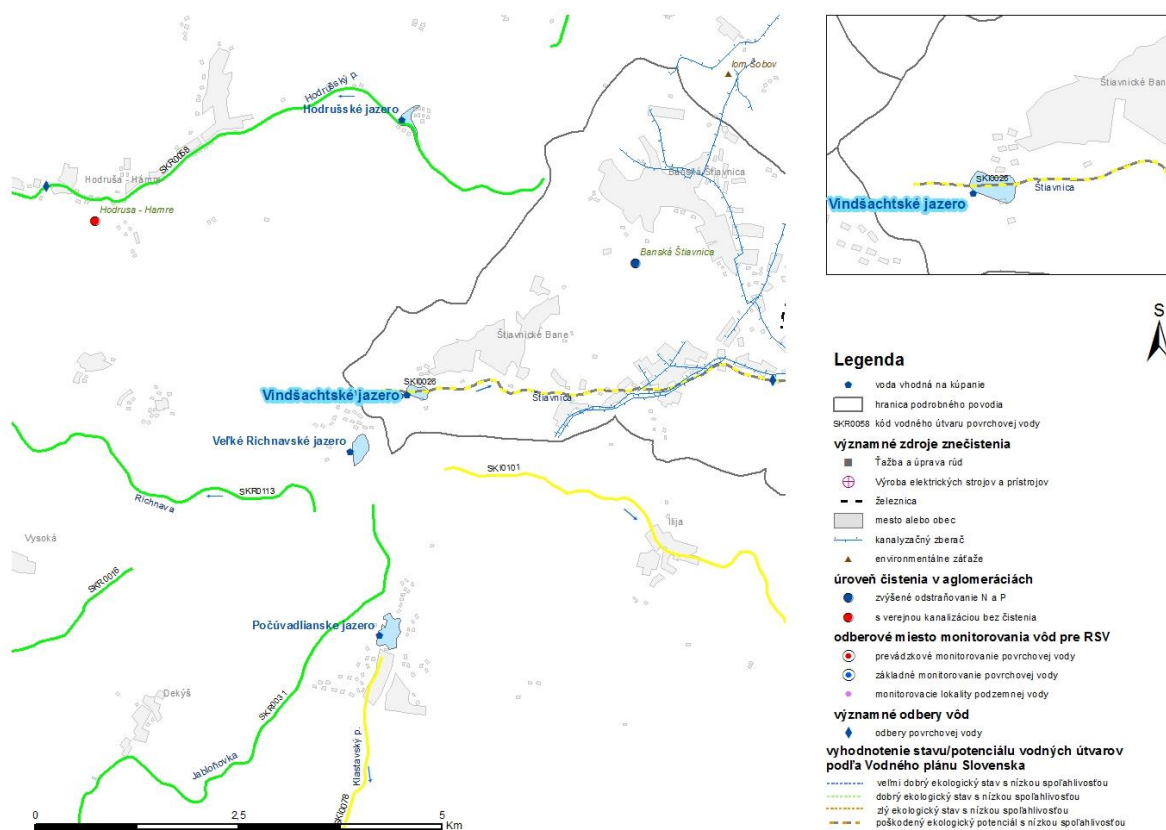 lom Šobov
Hodrušský p.
Hodrušské jazero
SKR0058
Hodruša - Hámre
Hodrusa - Hamre
Banská Štiavnica
Banská Štiavnica
Štiavnické Bane
SKI0026
Vindšachtské jazero
Štiavnica
Veľké Richnavské jazero
SKI0101
SKR0113
Richnava
Ilija
Vysoká
SKR0016
Počúvadlianske jazero
Dekýš
SKR0031
Jabloňovka
Klastavský p.
SKI0076
0 2.5 5
Km
Štiavnické Bane
SKI0026
Štiavnica
Vindšachtské jazero
S
Legenda
voda vhodná na kúpanie
hranica podrobného povodia
SKR0058 kód vodného útvaru povrchovej vody
významné zdroje znečistenia
Ťažba a úprava rúd
Výroba elektrických strojov a prístrojov
železnica
mesto alebo obec
kanalyzačný zberač
environmentálne záťaže
úroveň čistenia v aglomeráciách
zvýšené odstraňovanie N a P
s verejnou kanalizáciou bez čistenia
odberové miesto monitorovania vôd pre RSV
prevádzkové monitorovanie povrchovej vody
základné monitorovanie povrchovej vody
monitorovacie lokality podzemnej vody
významné odbery vôd
odbery povrchovej vody
vyhodnotenie stavu/potenciálu vodných útvarov
podľa Vodného plánu Slovenska
veľmi dobrý ekologický stav s nízkou spoľahlivosťou
dobrý ekologický stav s nízkou spoľahlivosťou
zlý ekologický stav s nízkou spoľahlivosťou
poškodený ekologický potenciál s nízkou spoľahlivosťou